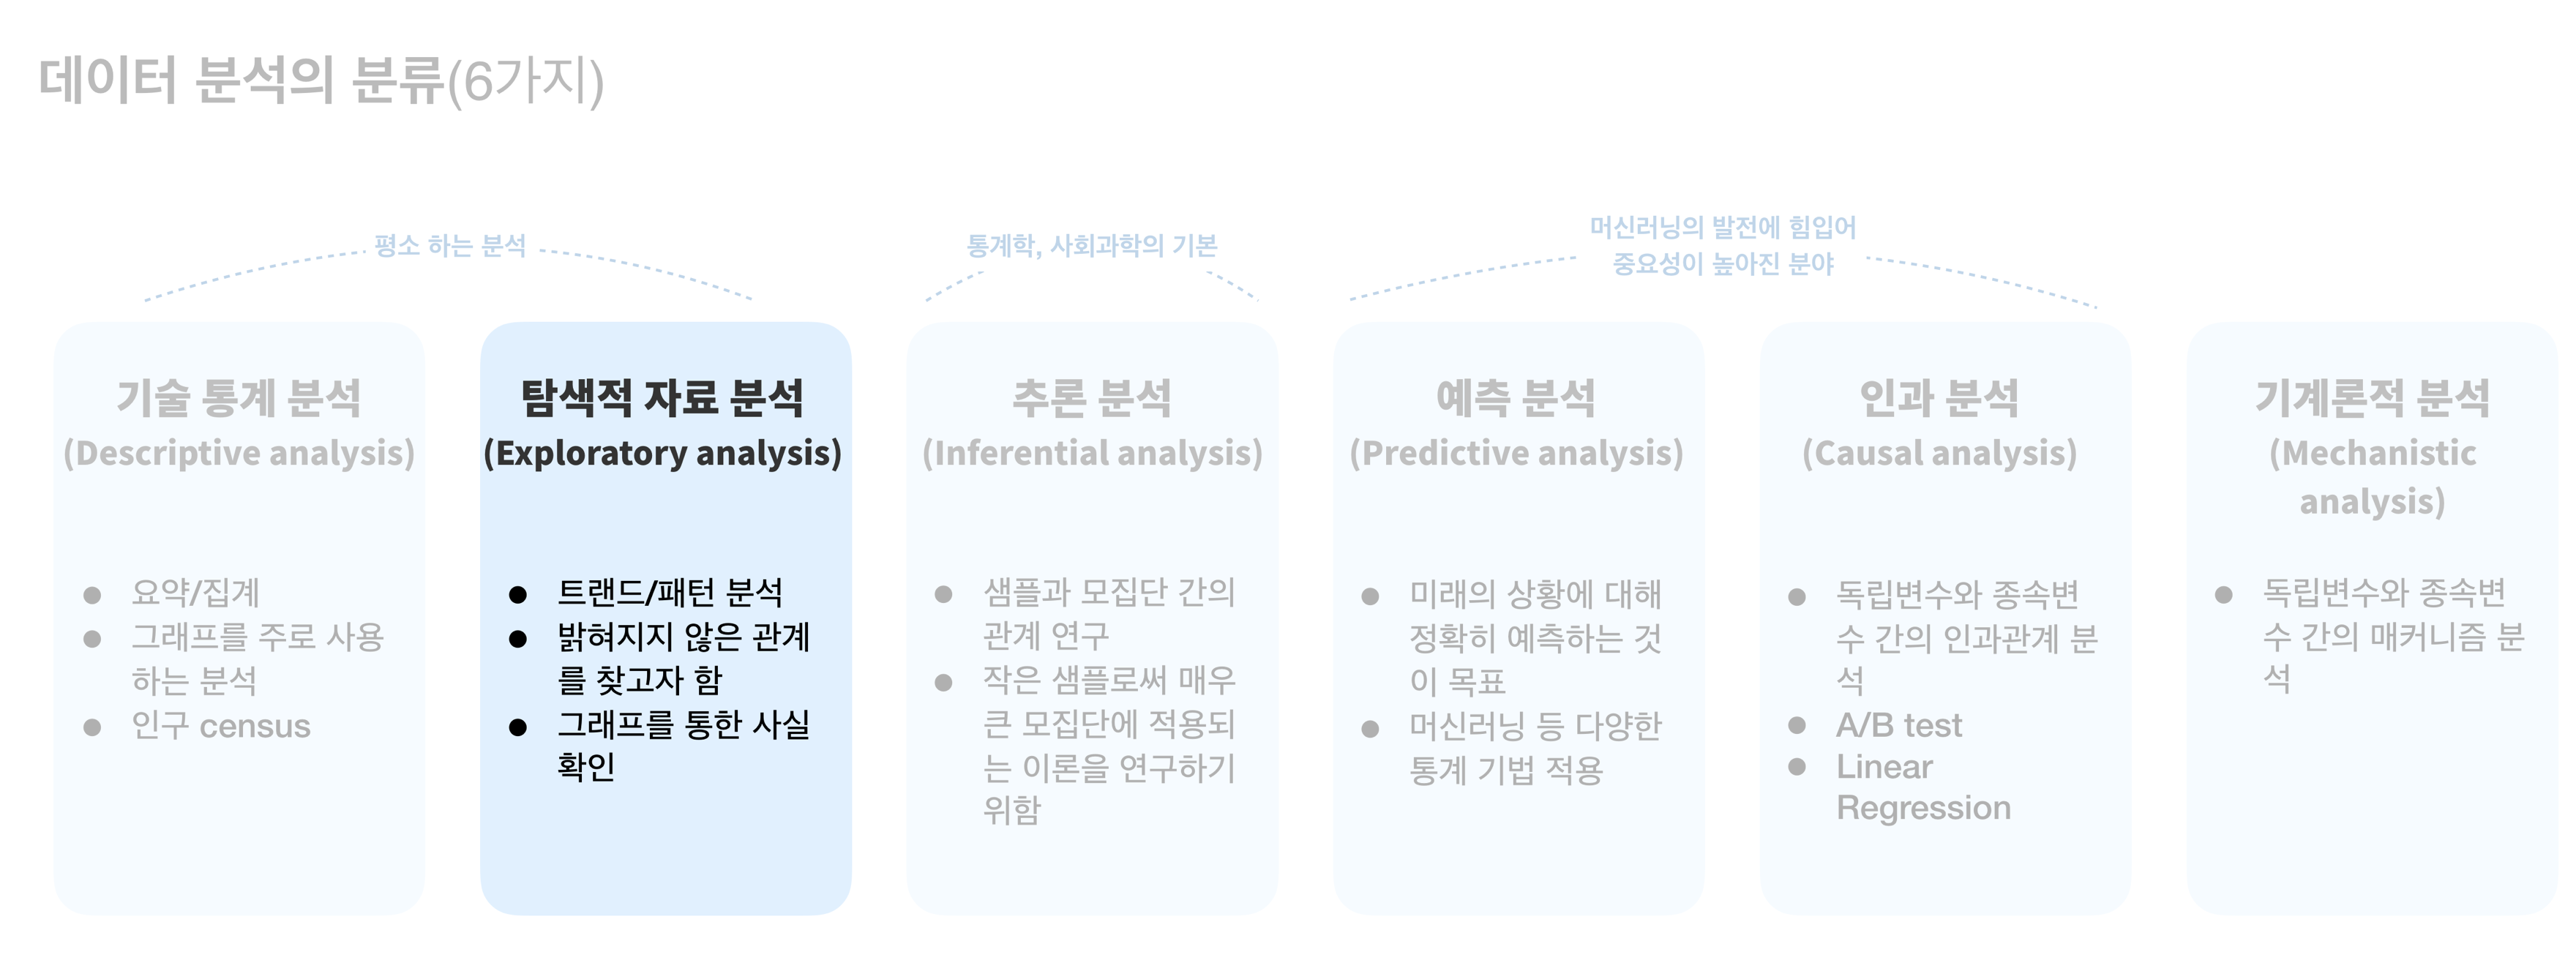 데이터 분석의 분류(6가지)
평소 하는 분석
통계학, 사회과학의 기본
머신러닝의 발전에 힘입어
중요성이 높아진 분야
기술 통계 분석
(Descriptive analysis)
● 요약/집계
● 그래프를 주로 사용
하는 분석
● 인구 census
탐색적 자료 분석
(Exploratory analysis)
● 트랜드/패턴 분석
● 밝혀지지 않은 관계
를 찾고자 함
● 그래프를 통한 사실
확인
추론 분석
(Inferential analysis)
● 샘플과 모집단 간의
관계 연구
● 작은 샘플로써 매우
큰 모집단에 적용되
는 이론을 연구하기
위함
예측 분석
(Predictive analysis)
● 미래의 상황에 대해
정확히 예측하는 것
이 목표
● 머신러닝 등 다양한
통계 기법 적용
인과 분석
(Causal analysis)
● 독립변수와 종속변
수 간의 인과관계 분
석
● A/B test
● Linear
Regression
기계론적 분석
(Mechanistic
analysis)
● 독립변수와 종속변
수 간의 매커니즘 분
석